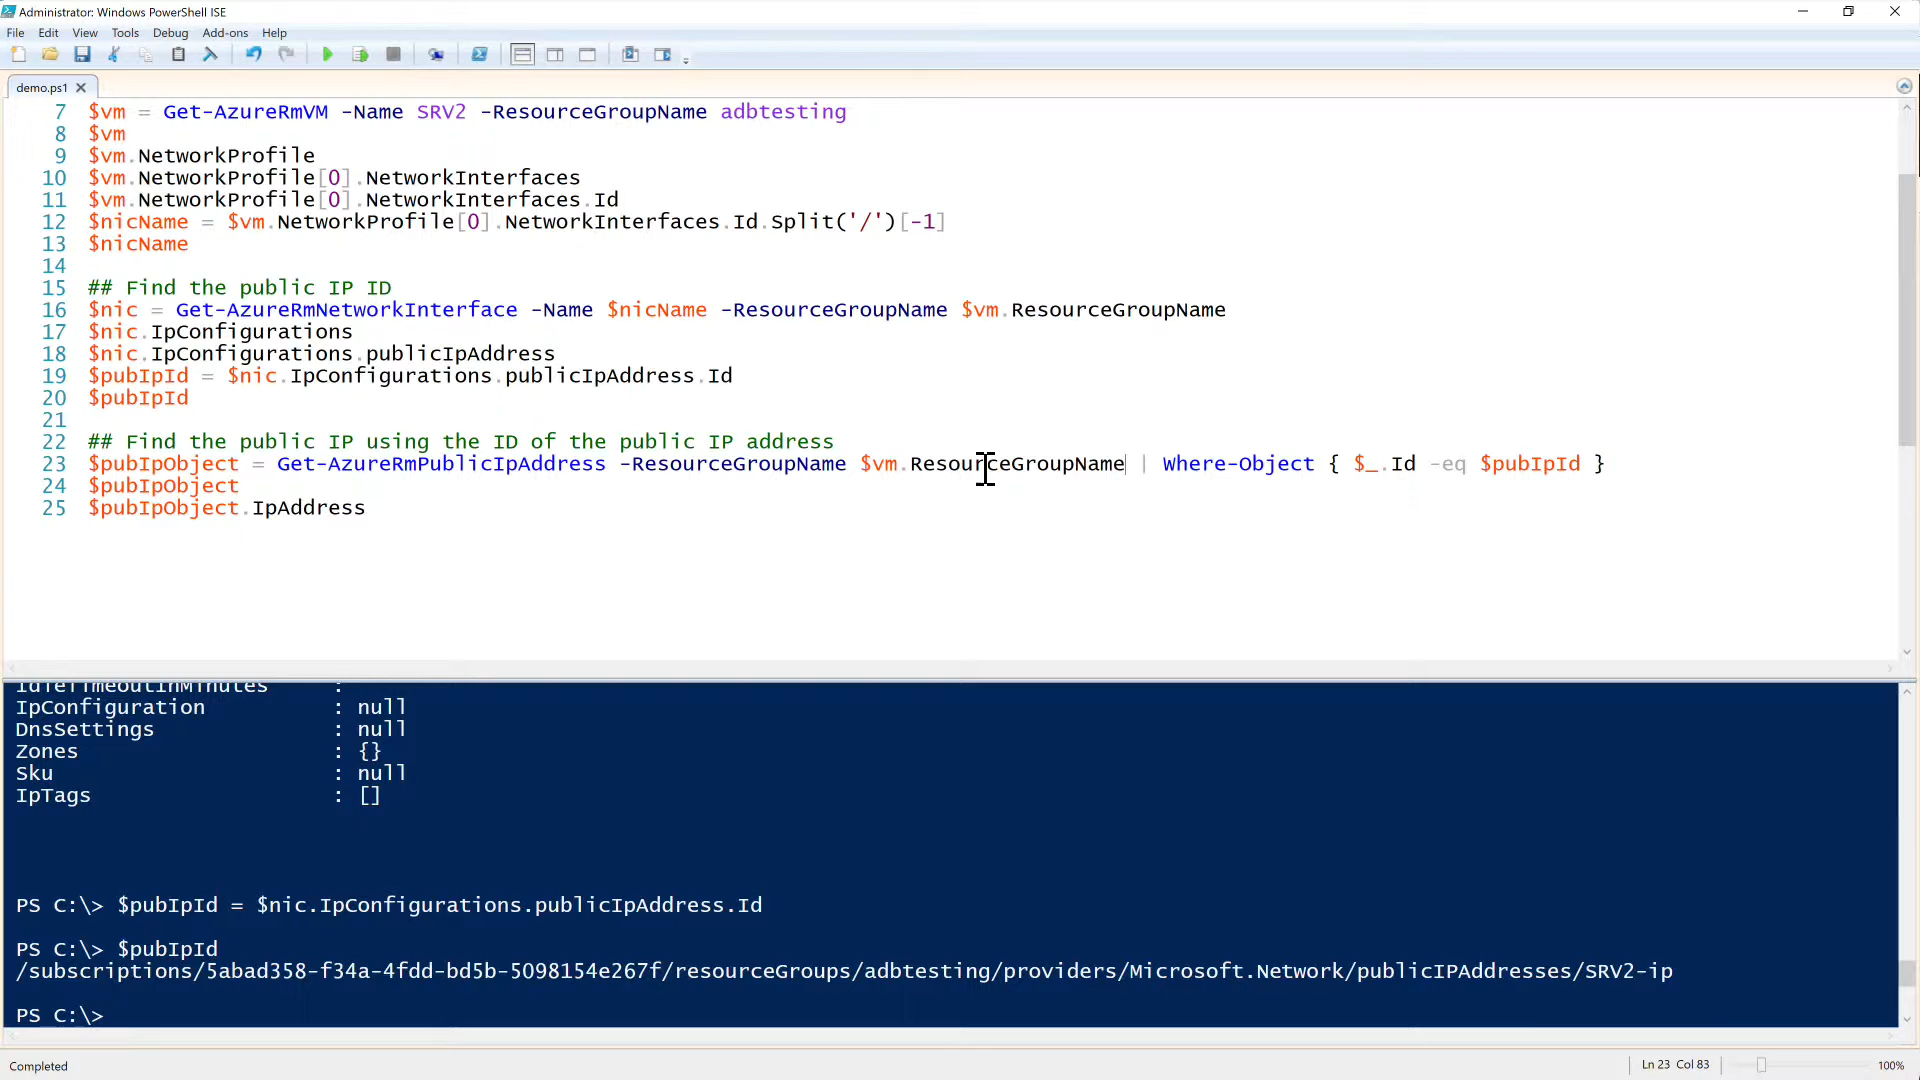 Administrator: Windows PowerShell ISE
File Edit View Tools Debug Add-ons Help
demo.ps1
7 $vm = Get-AzureRmVM -Name SRV2 -ResourceGroupName adbtesting
8 $vm
9 $vm.NetworkProfile
10 $vm.NetworkProfile[0].NetworkInterfaces
11 $vm.NetworkProfile[0].NetworkInterfaces.Id
12 $nicName = $vm.NetworkProfile[0].NetworkInterfaces.Id.Split('/')[-1]
13 $nicName
14
15 ## Find the public IP ID
16 $nic = Get-AzureRmNetworkInterface -Name $nicName -ResourceGroupName $vm.ResourceGroupName
17 $nic.IpConfigurations
18 $nic.IpConfigurations.publicIpAddress
19 $pubIpId = $nic.IpConfigurations.publicIpAddress.Id
20 $pubIpId
21
22 ## Find the public IP using the ID of the public IP address
23 $pubIpObject = Get-AzureRmPublicIpAddress -ResourceGroupName $vm.ResourceGroupName | Where-Object { $_.Id -eq $pubIpId }
24 $pubIpObject
25 $pubIpObject.IpAddress
IdleTimeoutInMinutes :
IpConfiguration : null
DnsSettings : null
Zones : {}
Sku : null
IpTags : []
PS C:\> $pubIpId = $nic.IpConfigurations.publicIpAddress.Id
PS C:\> $pubIpId
/subscriptions/5abad358-f34a-4fdd-bd5b-5098154e267f/resourceGroups/adbtesting/providers/Microsoft.Network/publicIPAddresses/SRV2-ip
PS C:\>
Completed Ln 23 Col 83 100%